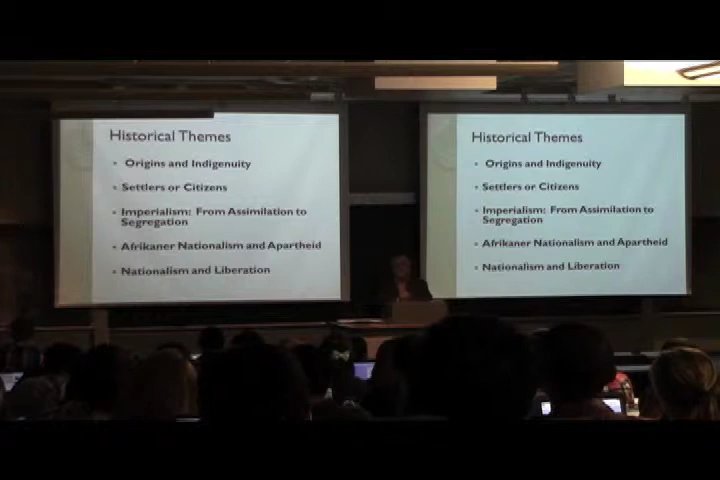 Historical Themes
Origins and Indigenuity
Settlers or Citizens
Imperialism: From Assimilation to
Segregation
Afrikaner Nationalism and Apartheid
Nationalism and Liberation
Historical Themes
Origins and Indigenuity
Settlers or Citizens
Imperialism: From Assimilation to
Segregation
Afrikaner Nationalism and Apartheid
Nationalism and Liberation